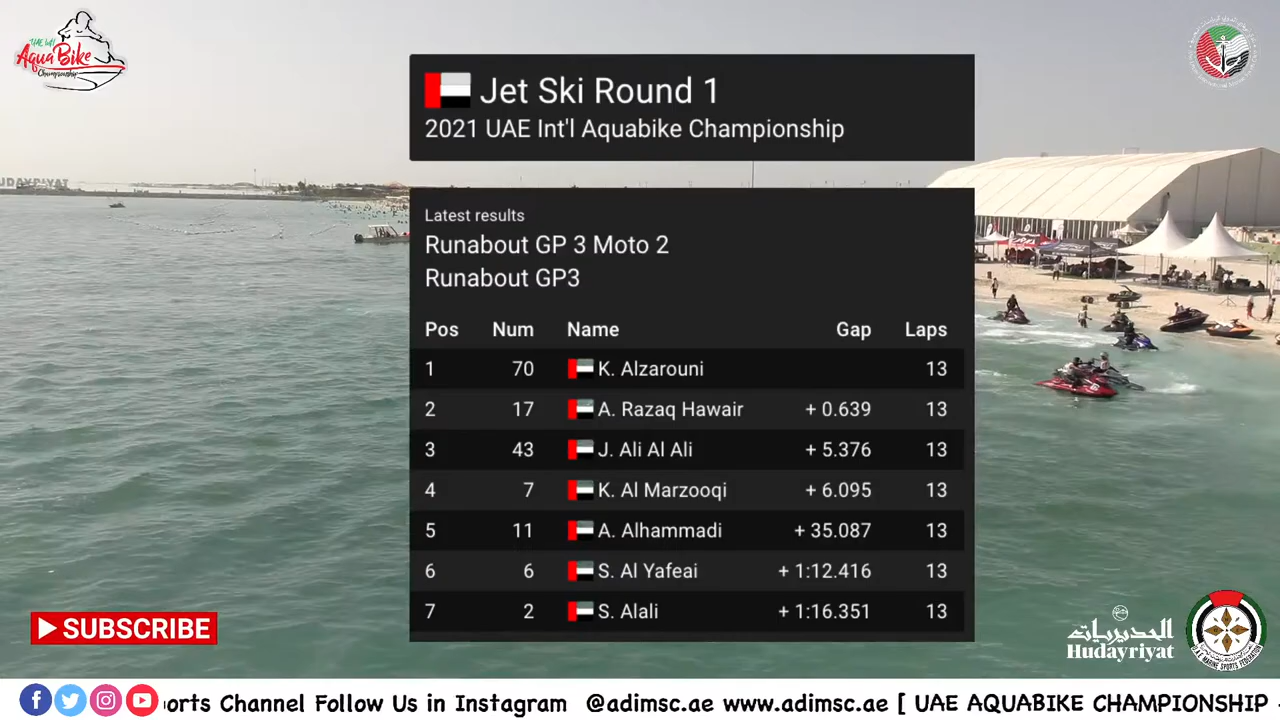 UAE Int'l
Aqua Bike
Championship
Jet Ski Round 1
2021 UAE Int'l Aquabike Championship
Latest results
Runabout GP 3 Moto 2
Runabout GP3
Pos Num Name Gap Laps
1 70 K. Alzarouni 13
2 17 A. Razaq Hawair + 0.639 13
3 43 J. Ali Al Ali + 5.376 13
4 7 K. Al Marzooqi + 6.095 13
5 11 A. Alhammadi + 35.087 13
6 6 S. Al Yafeai + 1:12.416 13
7 2 S. Alali + 1:16.351 13
SUBSCRIBE
الحديريات
Hudayriyat
orts Channel Follow Us in Instagram @adimsc.ae www.adimsc.ae [ UAE AQUABIKE CHAMPIONSHIP -